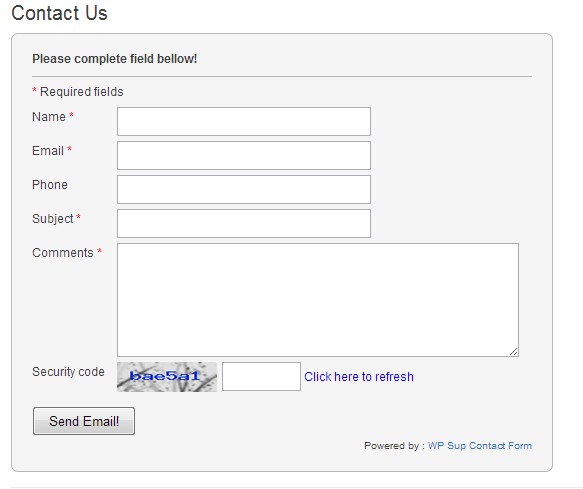 Contact Us
Please complete field bellow!
* Required fields
Name *
Email *
Phone
Subject *
Comments *
Security code bae5a1 Click here to refresh
Send Email!
Powered by : WP Sup Contact Form